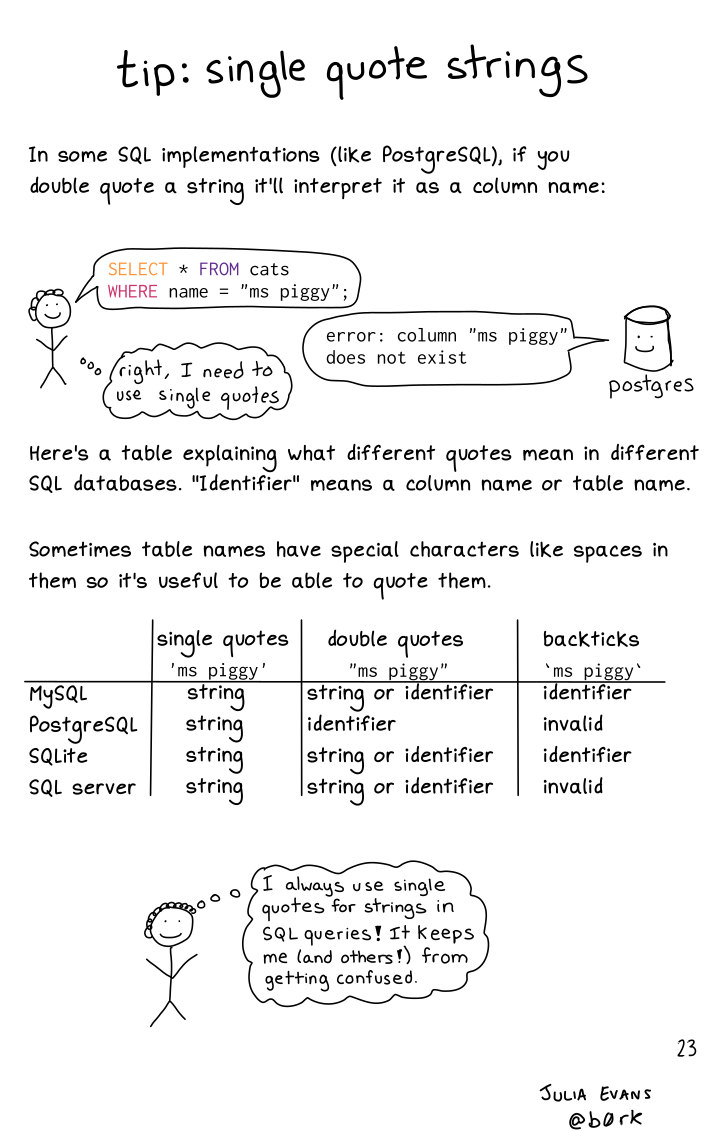 tip: single quote strings
In some SQL implementations (like PostgreSQL), if you
double quote a string it'll interpret it as a column name:
SELECT * FROM cats
WHERE name = "ms piggy";
error: column "ms piggy"
does not exist
right, I need to
use single quotes
postgres
Here's a table explaining what different quotes mean in different
SQL databases. "Identifier" means a column name or table name.
Sometimes table names have special characters like spaces in
them so it's useful to be able to quote them.
single quotes double quotes backticks
'ms piggy' "ms piggy" `ms piggy`
MySQL string string or identifier identifier
PostgreSQL string identifier invalid
SQLite string string or identifier identifier
SQL server string string or identifier invalid
I always use single
quotes for strings in
SQL queries! It keeps
me (and others!) from
getting confused.
23
JULIA EVANS
@b0rk